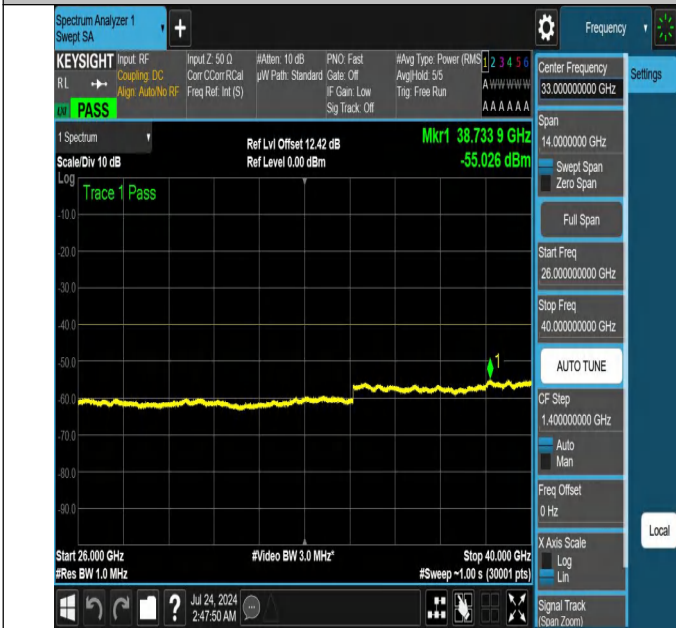 Spectrum Analyzer 1
Swept SA
+
Frequency
KEYSIGHT
RL
PASS
Input: RF
Coupling: DC
Align: Auto/No RF
Input Z: 50 Ω
Corr CCorr RCal
Freq Ref: Int (S)
#Atten: 10 dB
µW Path: Standard
PNO: Fast
Gate: Off
IF Gain: Low
Sig Track: Off
#Avg Type: Power (RMS
Avg|Hold: 5/5
Trig: Free Run
1 2 3 4 5 6
A W W W W W
A A A A A A
Center Frequency
33.000000000 GHz
Settings
Span
14.0000000 GHz
Swept Span
Zero Span
Full Span
Start Freq
26.000000000 GHz
Stop Freq
40.000000000 GHz
AUTO TUNE
CF Step
1.400000000 GHz
Auto
Man
Freq Offset
0 Hz
X Axis Scale
Log
Lin
Signal Track
(Span Zoom)
Local
1 Spectrum
Scale/Div 10 dB
Ref Lvl Offset 12.42 dB
Ref Level 0.00 dBm
Mkr1 38.733 9 GHz
-55.026 dBm
Log
Trace 1 Pass
-10.0
-20.0
-30.0
-40.0
-50.0
1
-60.0
-70.0
-80.0
-90.0
Start 26.000 GHz
#Res BW 1.0 MHz
#Video BW 3.0 MHz*
Stop 40.000 GHz
#Sweep ~1.00 s (30001 pts)
?
Jul 24, 2024
2:47:50 AM